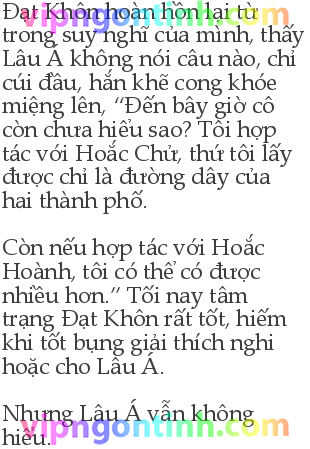 vipngontinh.com
Đạt Khôn hoàn hồn lại từ
trong suy nghĩ của mình, thấy
Lâu Á không nói câu nào, chỉ
cúi đầu, hắn khẽ cong khóe
miệng lên, “Đến bây giờ cô
còn chưa hiểu sao? Tôi hợp
tác với Hoắc Chử, thứ tôi lấy
được chỉ là đường dây của
hai thành phố.
Còn nếu hợp tác với Hoắc
Hoành, tôi có thể có được
nhiều hơn.” Tối nay tâm
trạng Đạt Khôn rất tốt, hiếm
khi tốt bụng giải thích nghi
hoặc cho Lâu Á.
Nhưng Lâu Á vẫn không
hiểu.
vipngontinh.com